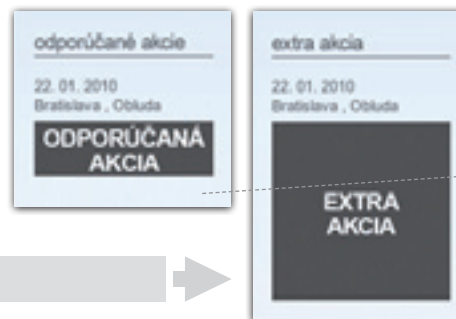 odporúčané akcie
22. 01. 2010
Bratislava , Obluda
ODPORÚČANÁ
AKCIA
extra akcia
22. 01. 2010
Bratislava , Obluda
EXTRA
AKCIA